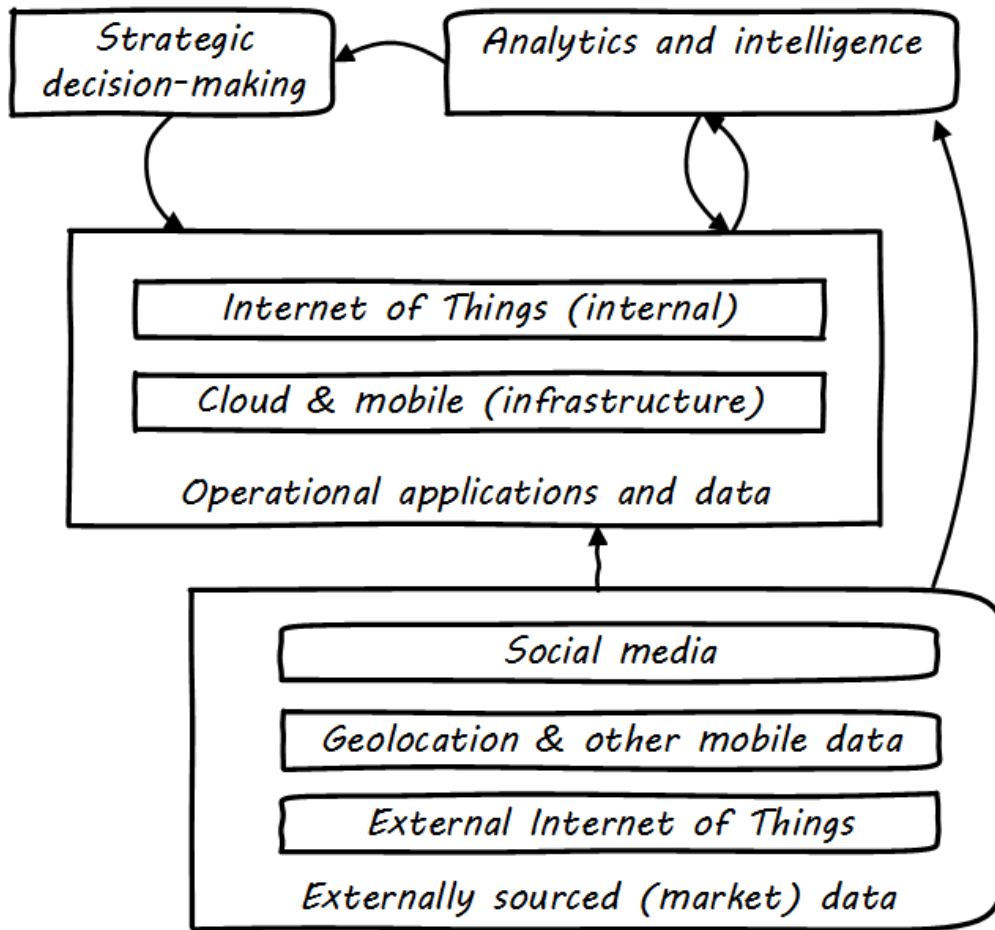 Strategic
decision-making
Analytics and intelligence
Internet of Things (internal)
Cloud & mobile (infrastructure)
Operational applications and data
Social media
Geolocation & other mobile data
External Internet of Things
Externally sourced (market) data